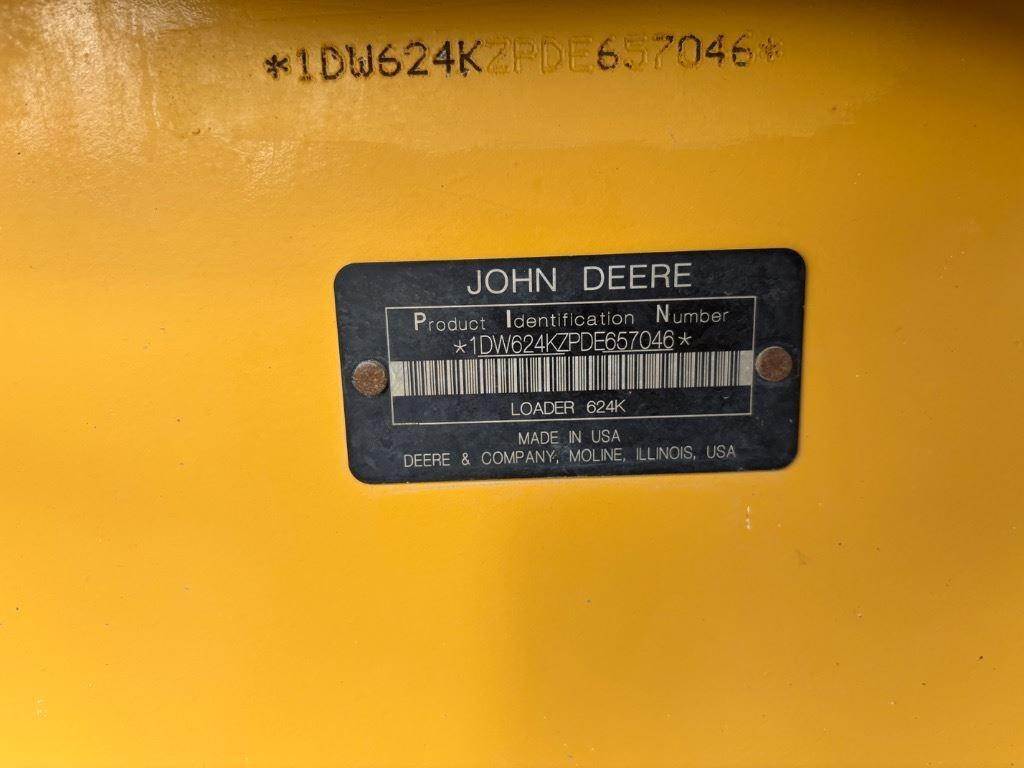 *1DW624KZPDE657046*
JOHN DEERE
Product Identification Number
*1DW624KZPDE657046*
LOADER 624K
MADE IN USA
DEERE & COMPANY, MOLINE, ILLINOIS, USA